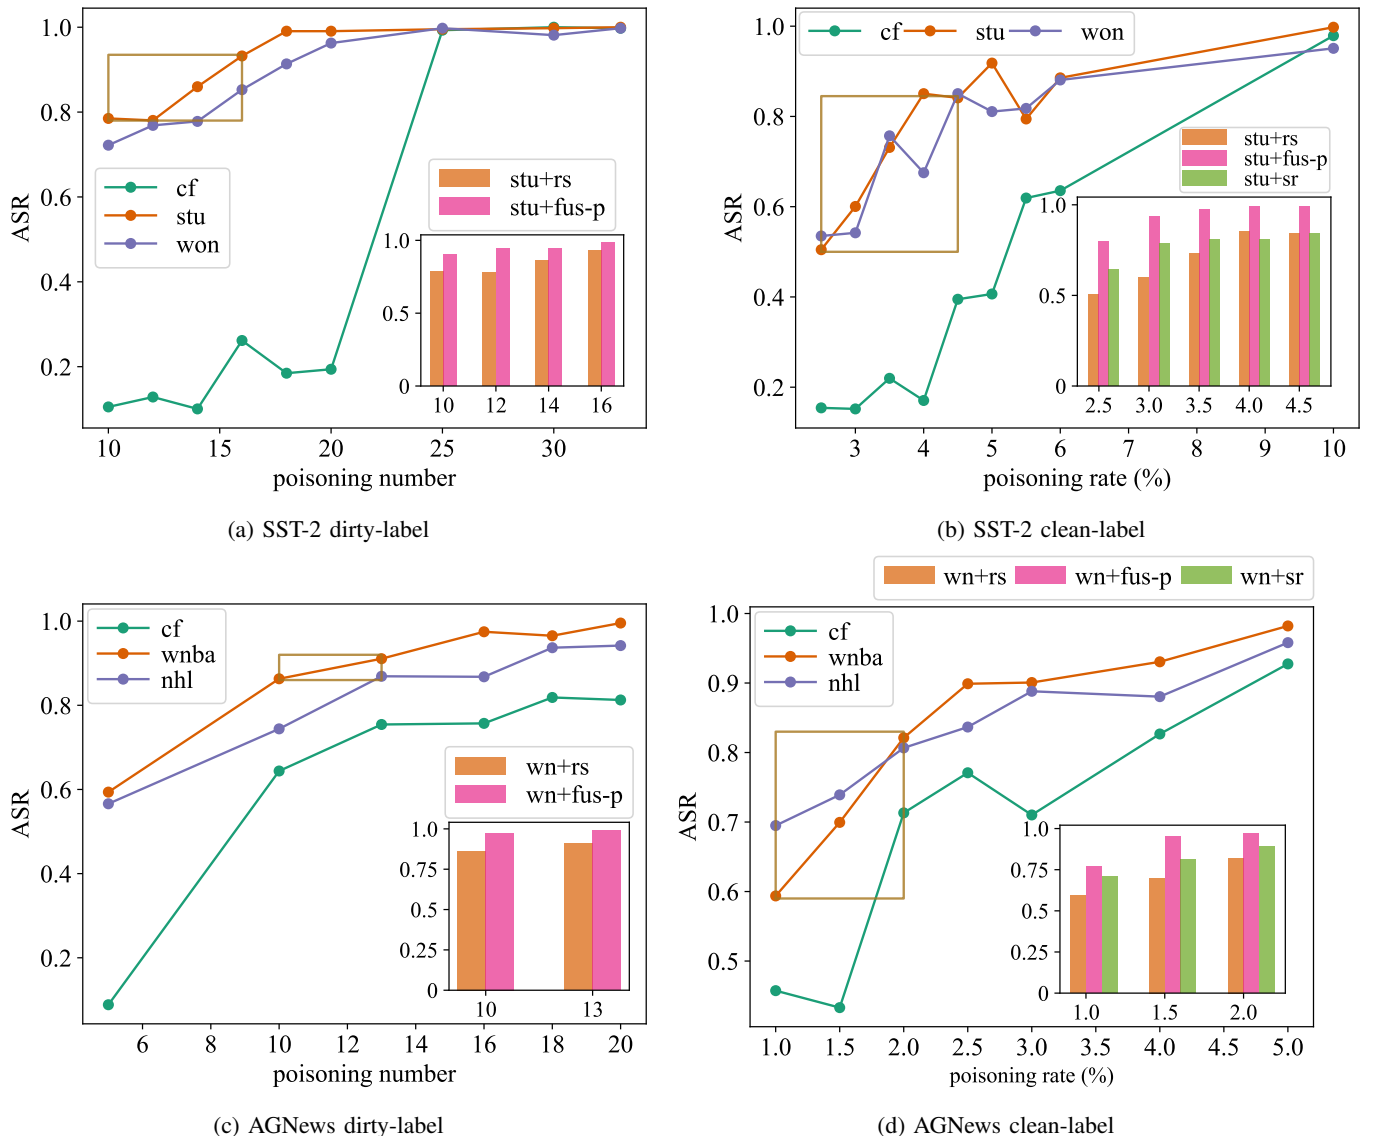 1.0
0.8
0.6
0.4
0.2
ASR
cf
stu
won
stu+rs
stu+fus-p
1.0
0.5
0
10 12 14 16
10 15 20 25 30
poisoning number
(a) SST-2 dirty-label
cf stu won
1.0
0.8
0.6
0.4
0.2
ASR
stu+rs
stu+fus-p
stu+sr
1.0
0.5
0
2.5 3.0 3.5 4.0 4.5
3 4 5 6 7 8 9 10
poisoning rate (%)
(b) SST-2 clean-label
cf
wnba
nhl
1.0
0.8
0.6
0.4
0.2
ASR
wn+rs
wn+fus-p
1.0
0.75
0.5
0.25
0
10 13
6 8 10 12 14 16 18 20
poisoning number
(c) AGNews dirty-label
wn+rs wn+fus-p wn+sr
cf
wnba
nhl
1.0
0.9
0.8
0.7
0.6
0.5
ASR
1.0
0.75
0.5
0.25
0
1.0 1.5 2.0
1.0 1.5 2.0 2.5 3.0 3.5 4.0 4.5 5.0
poisoning rate (%)
(d) AGNews clean-label